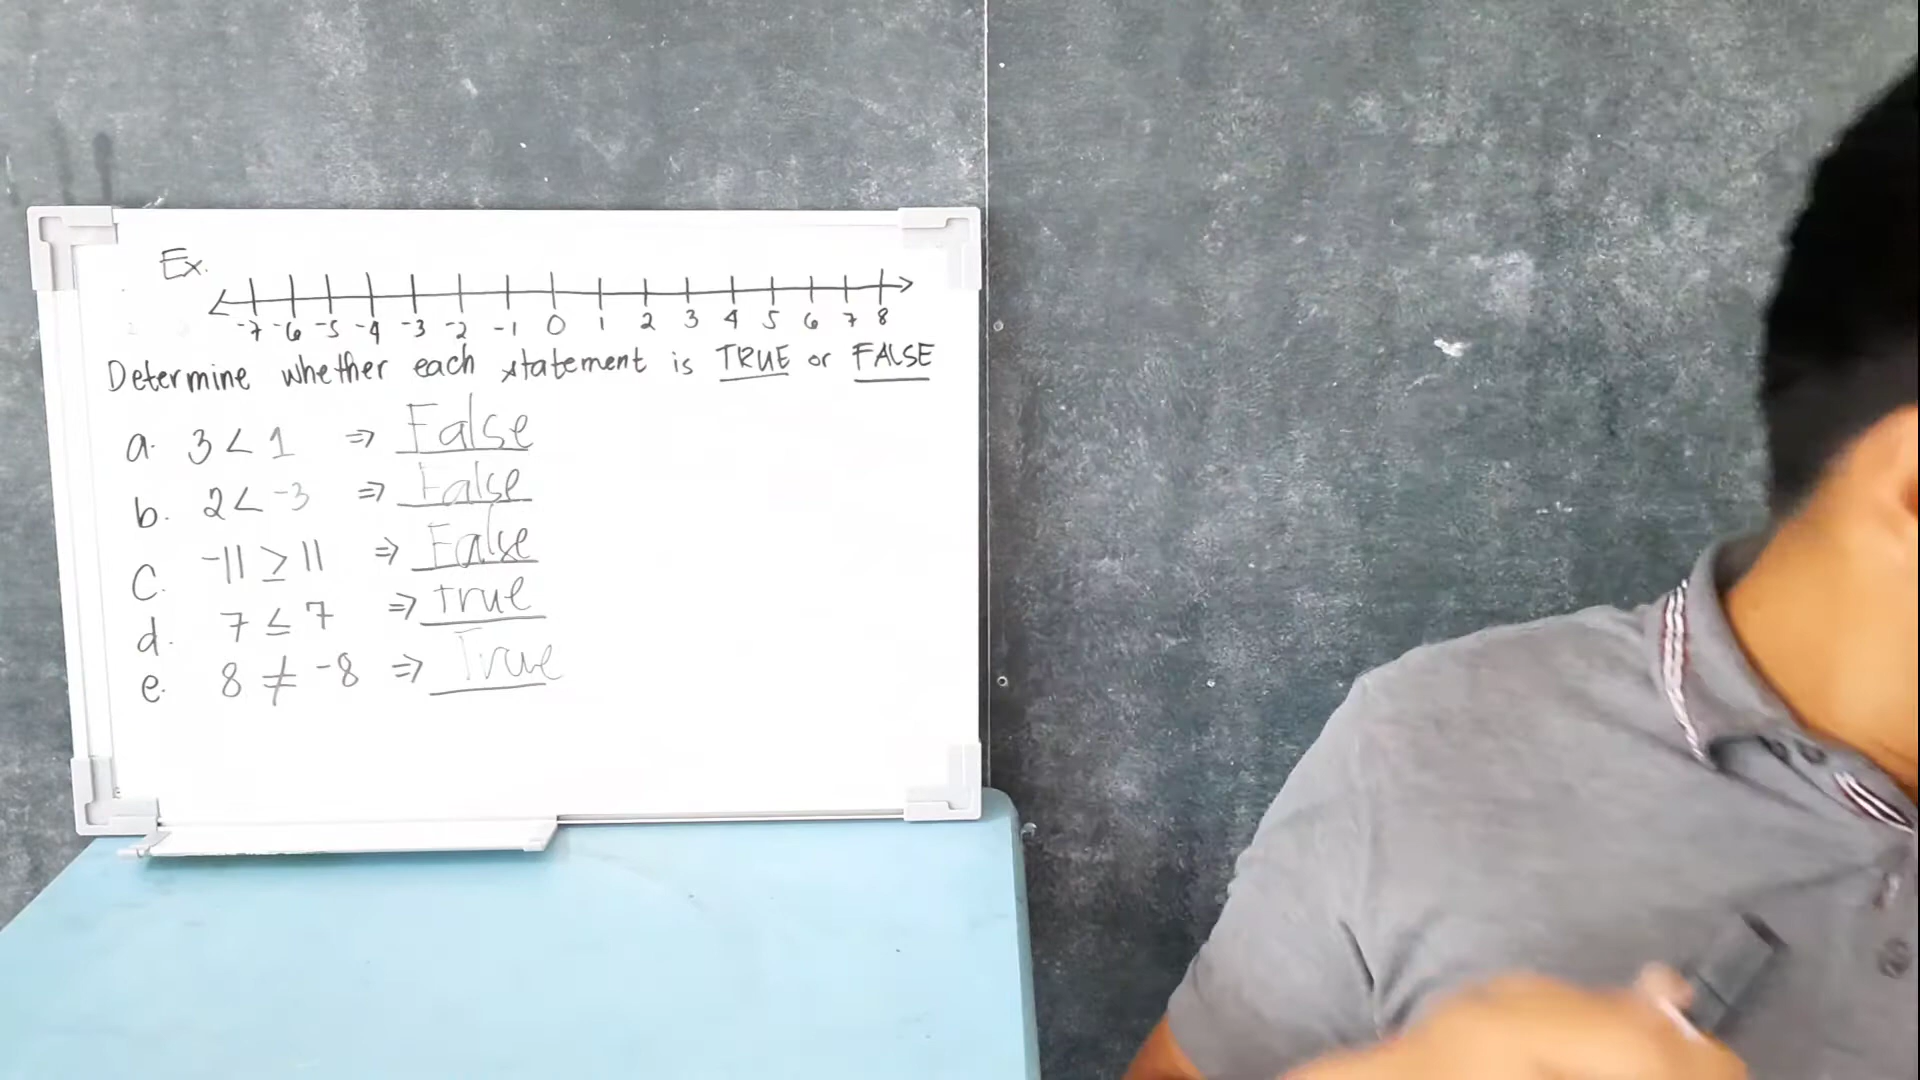 Ex.
-7 -6 -5 -4 -3 -2 -1 0 1 2 3 4 5 6 7 8
Determine whether each statement is TRUE or FALSE
a. 3 < 1 ⇒ False
b. 2 < -3 ⇒ False
C. -11 ≥ 11 ⇒ False
d. 7 ≤ 7 ⇒ true
e. 8 ≠ -8 ⇒ True